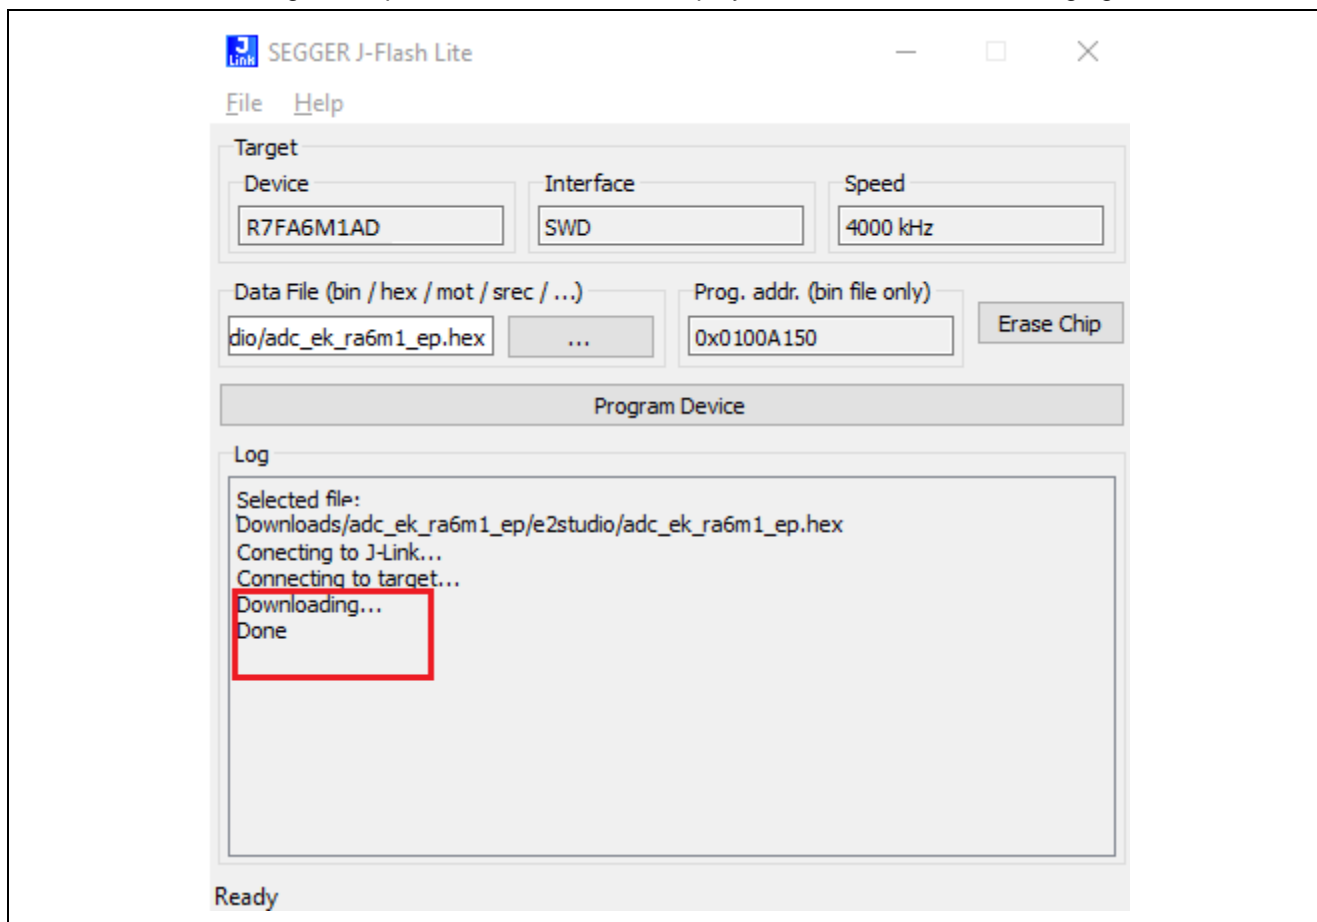 SEGGER J-Flash Lite
File Help
Target
Device Interface Speed
R7FA6M1AD SWD 4000 kHz
Data File (bin / hex / mot / srec / ...) Prog. addr. (bin file only)
dio/adc_ek_ra6m1_ep.hex ... 0x0100A150 Erase Chip
Program Device
Log
Selected file:
Downloads/adc_ek_ra6m1_ep/e2studio/adc_ek_ra6m1_ep.hex
Conecting to J-Link...
Connecting to target...
Downloading...
Done
Ready